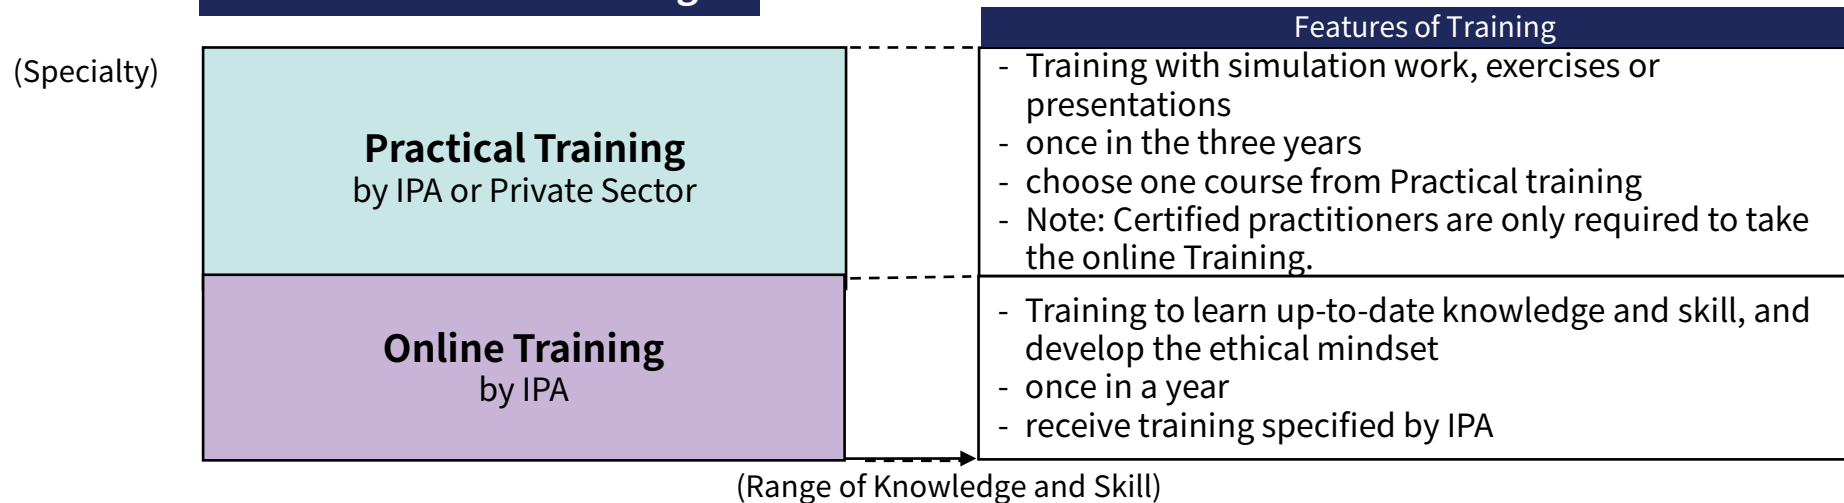 Features of Training
(Specialty)
Practical Training
by IPA or Private Sector
- Training with simulation work, exercises or
presentations
- once in the three years
- choose one course from Practical training
- Note: Certified practitioners are only required to take
the online Training.
Online Training
by IPA
- Training to learn up-to-date knowledge and skill, and
develop the ethical mindset
- once in a year
- receive training specified by IPA
(Range of Knowledge and Skill)